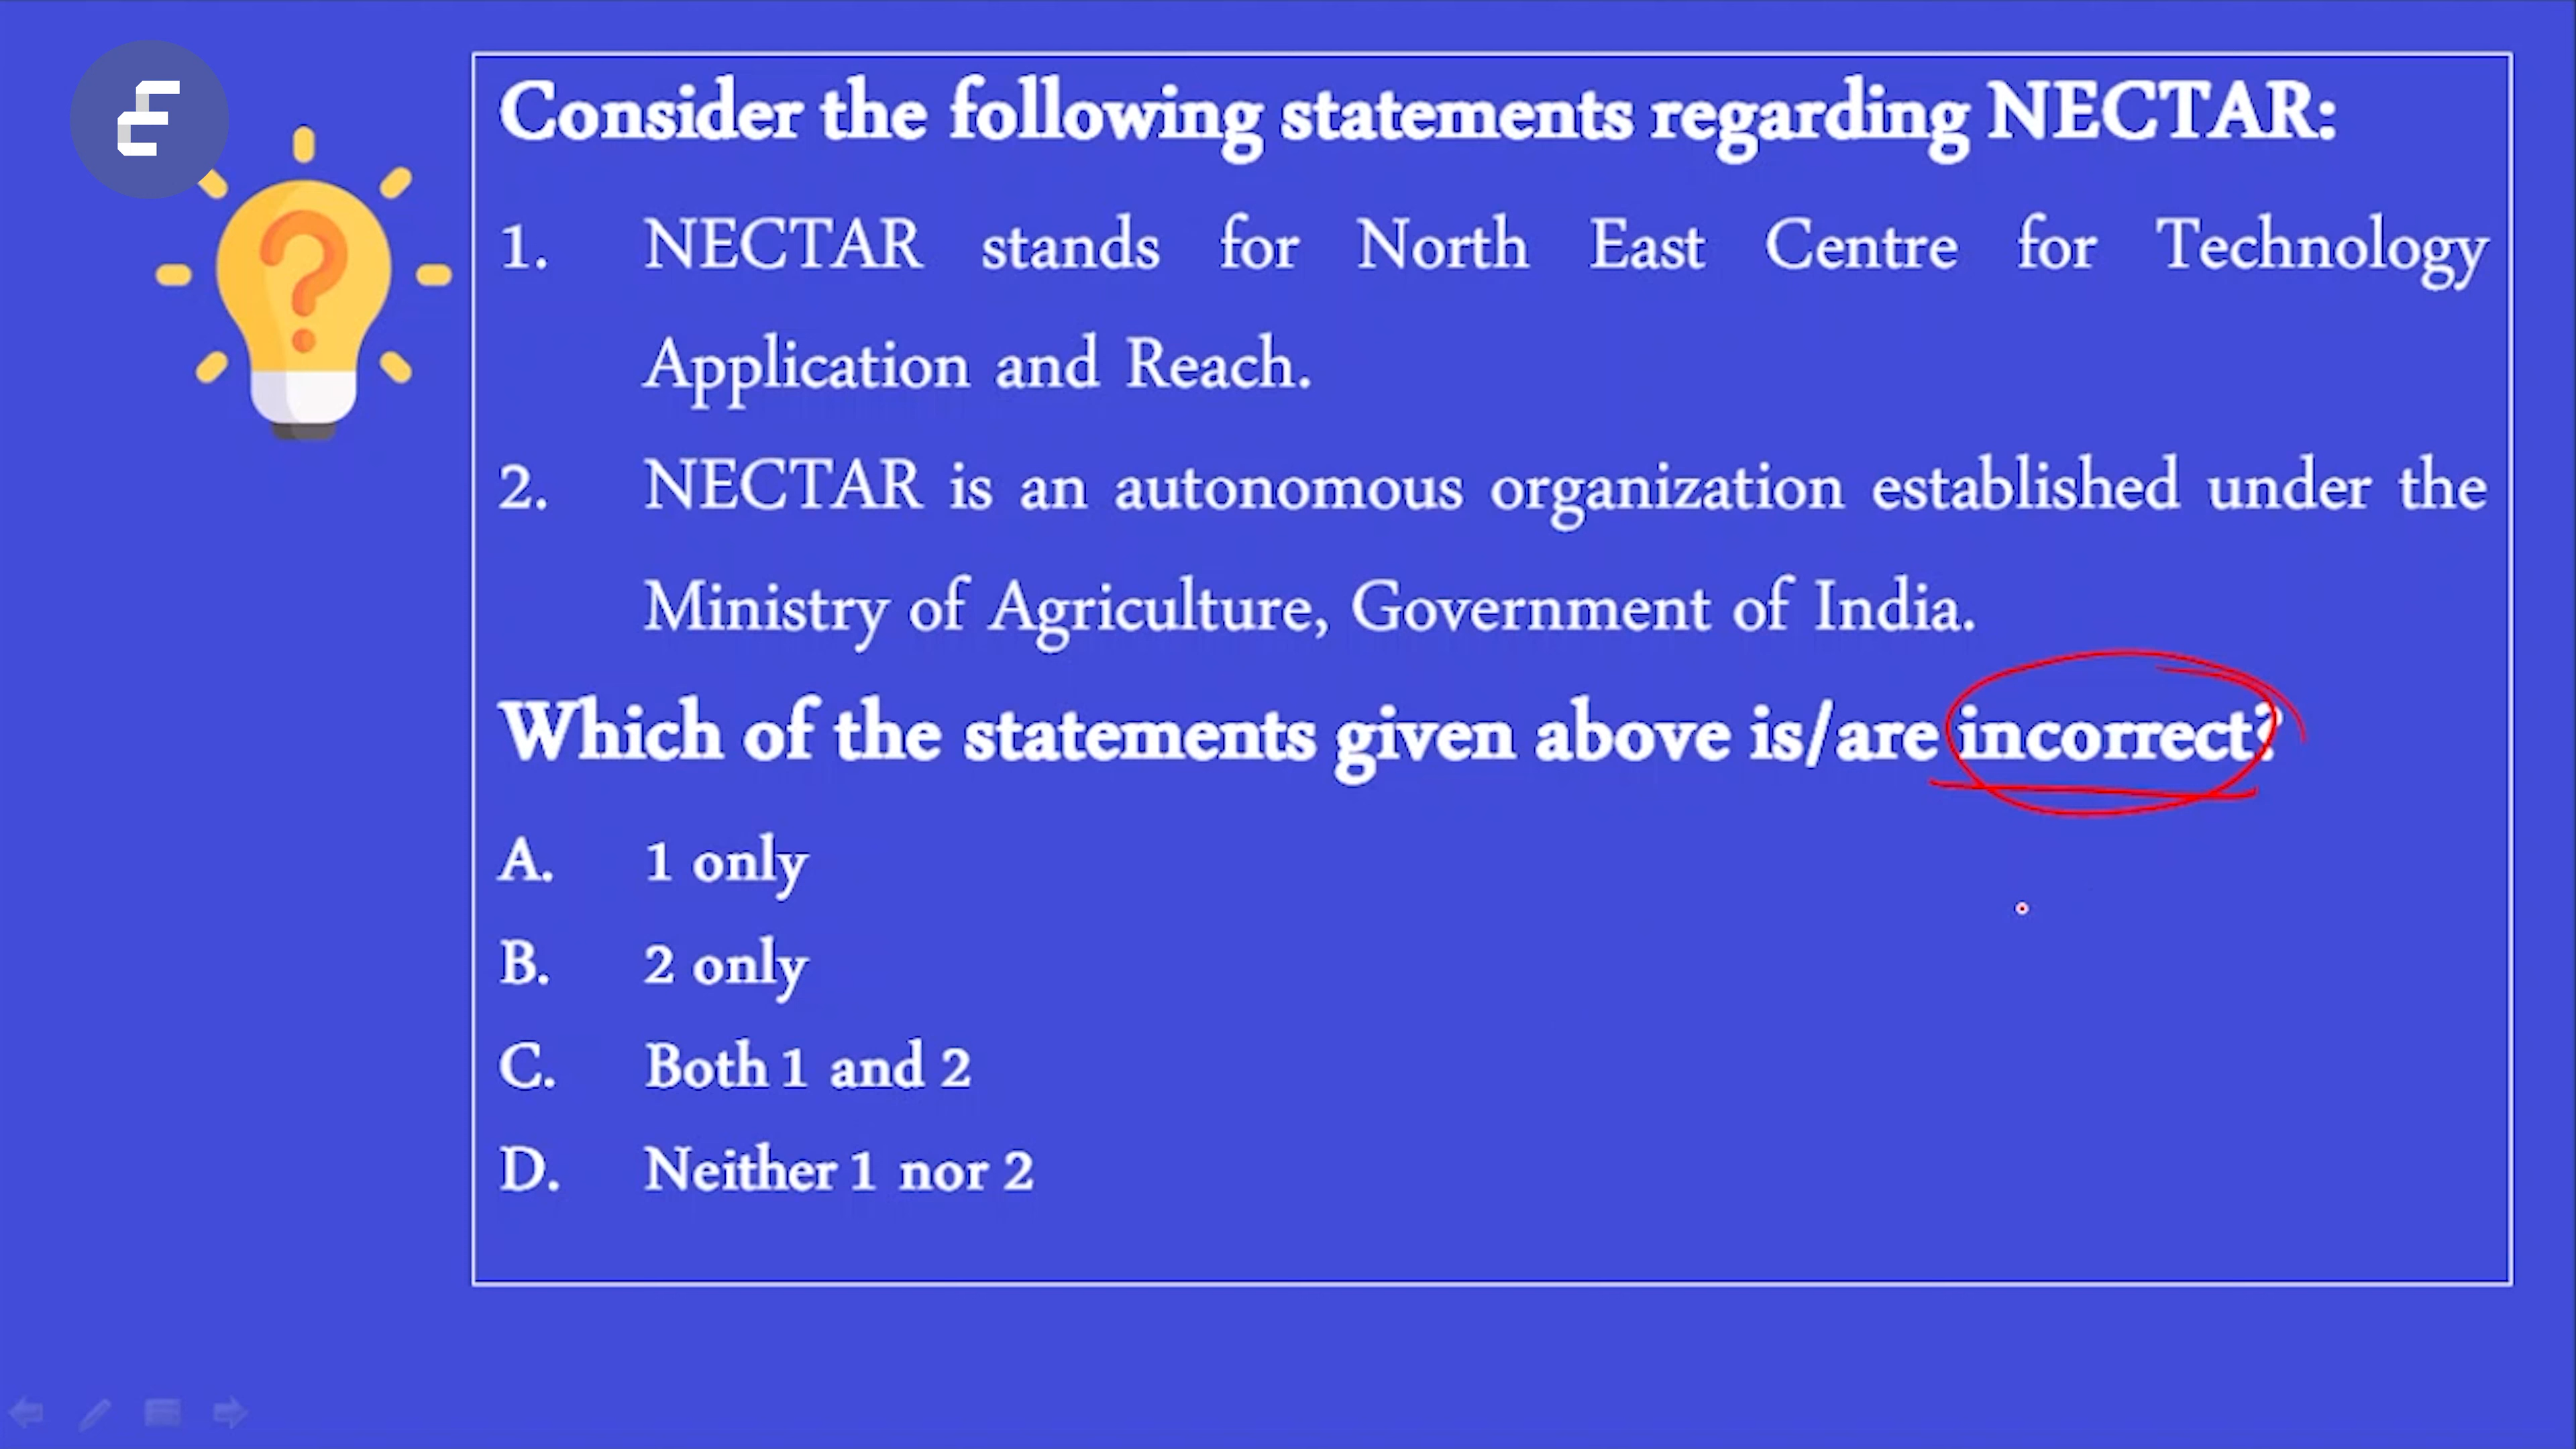 Consider the following statements regarding NECTAR:
1. NECTAR stands for North East Centre for Technology
Application and Reach.
2. NECTAR is an autonomous organization established under the
Ministry of Agriculture, Government of India.
Which of the statements given above is/are incorrect?
A. 1 only
B. 2 only
C. Both 1 and 2
D. Neither 1 nor 2